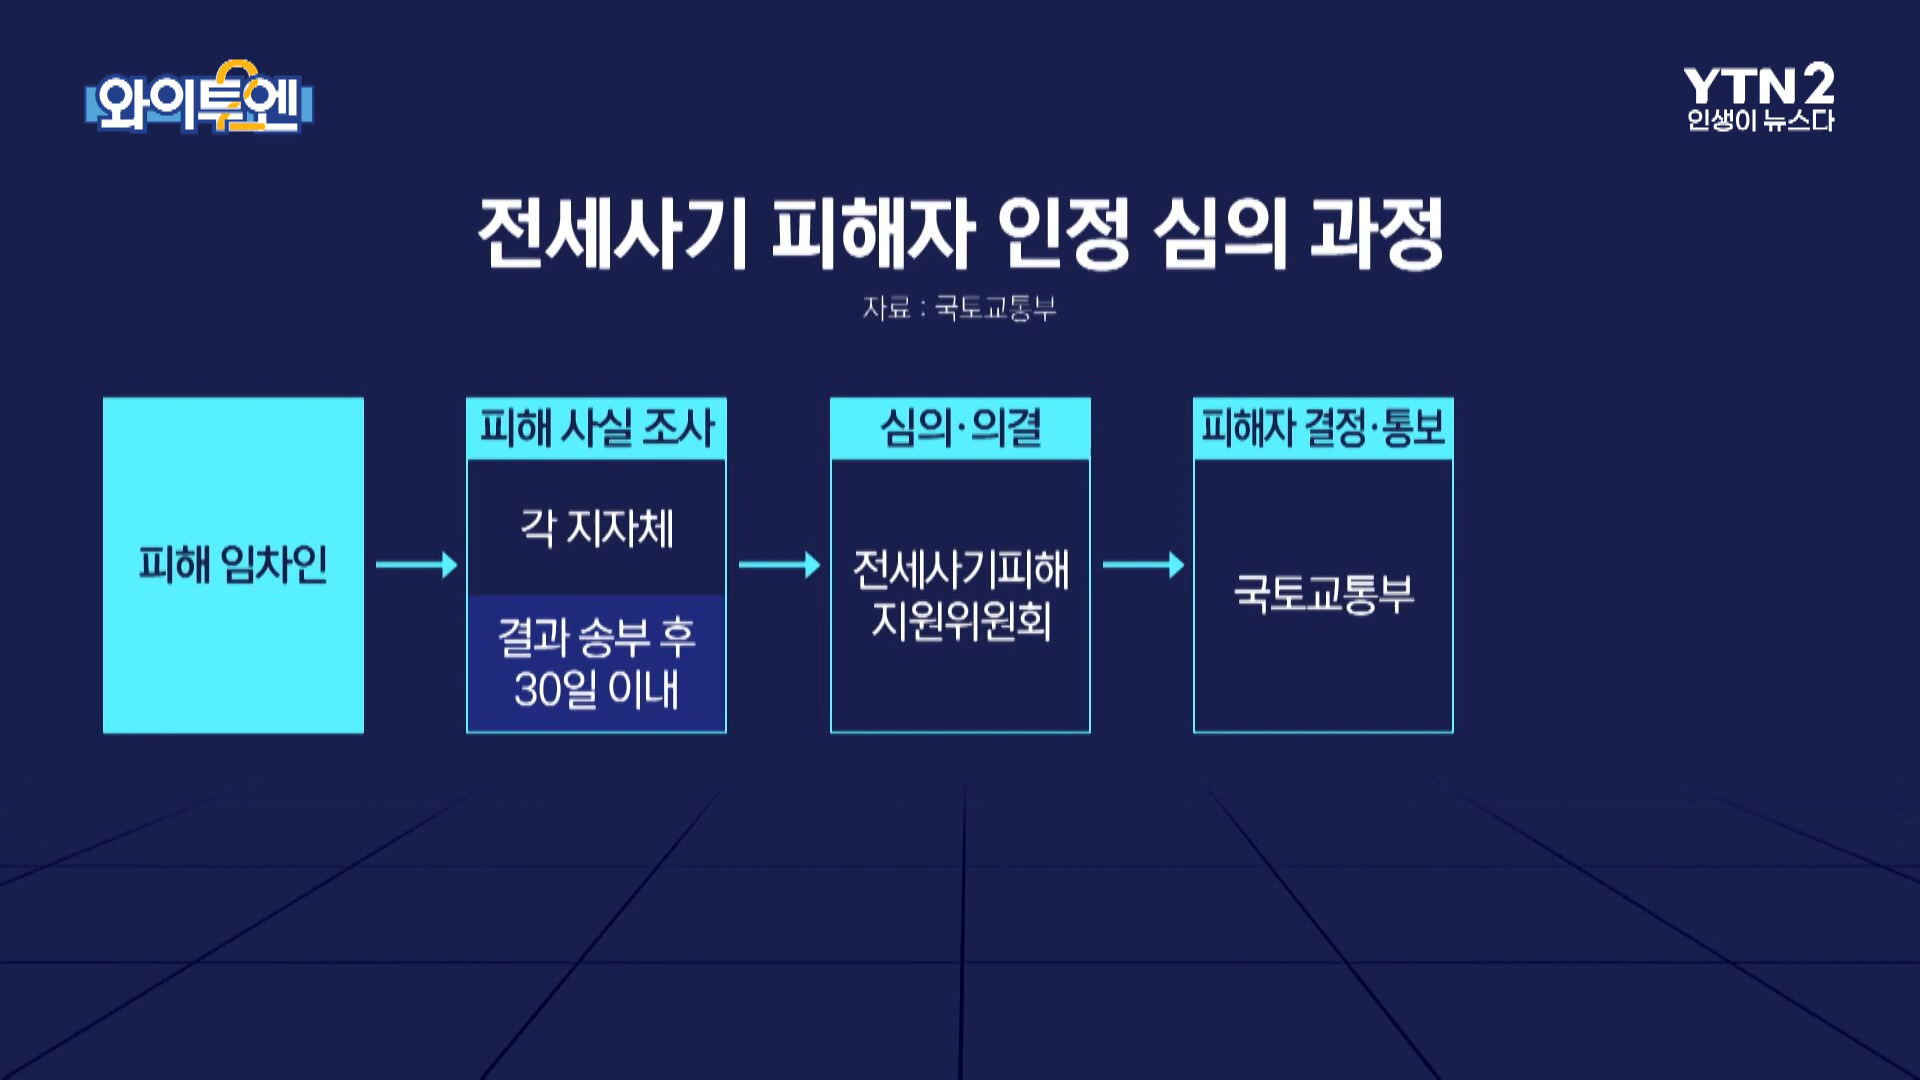 와이투엔
YTN2
인생이 뉴스다
전세사기 피해자 인정 심의 과정
자료 : 국토교통부
피해 임차인
피해 사실 조사
각 지자체
결과 송부 후
30일 이내
심의·의결
전세사기피해
지원위원회
피해자 결정·통보
국토교통부